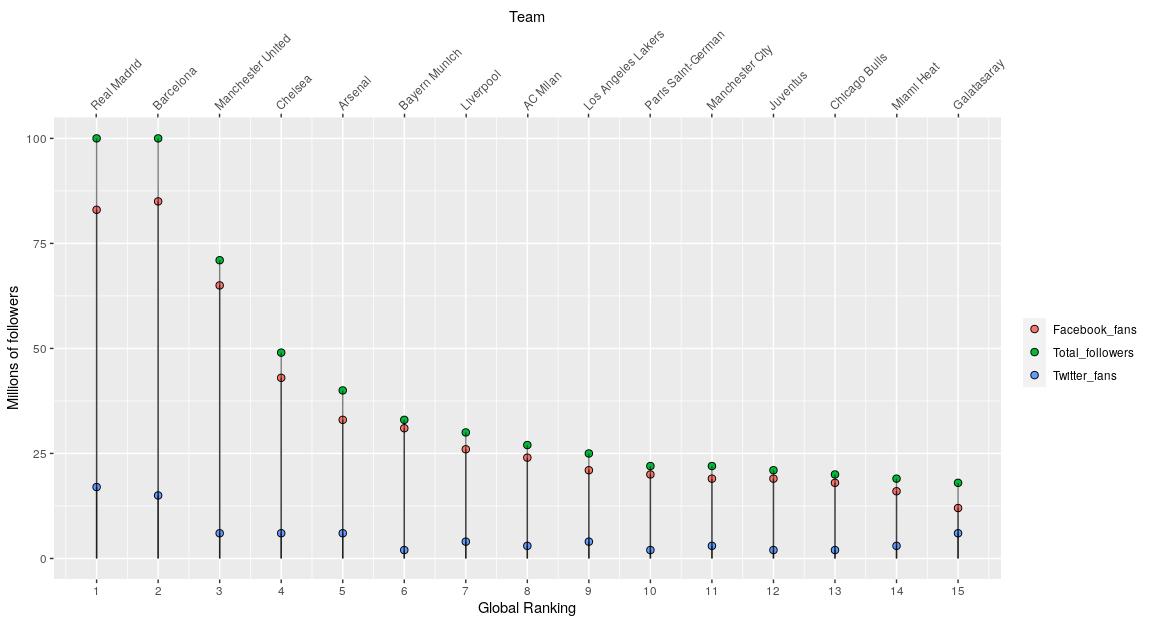 Team
Real Madrid
Barcelona
Manchester United
Chelsea
Arsenal
Bayern Munich
Liverpool
AC Milan
Los Angeles Lakers
Paris Saint-German
Manchester City
Juventus
Chicago Bulls
Miami Heat
Galatasaray
100
75
50
25
0
Millions of followers
1 2 3 4 5 6 7 8 9 10 11 12 13 14 15
Global Ranking
Facebook_fans
Total_followers
Twitter_fans